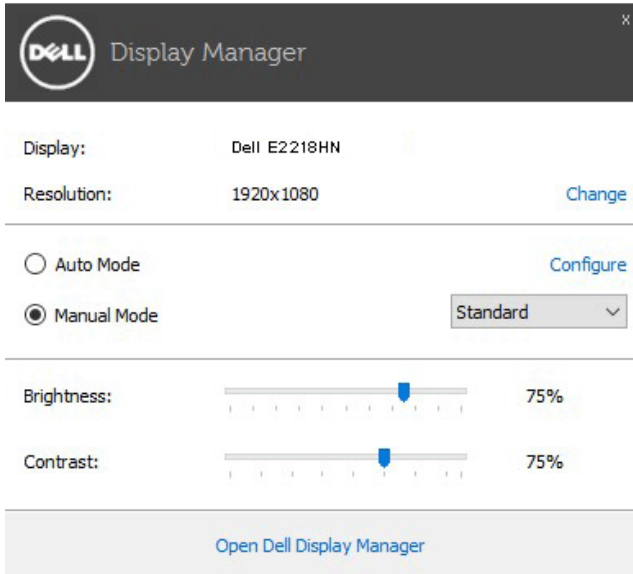 DELL Display Manager x
Display: Dell E2218HN
Resolution: 1920x1080 Change
Auto Mode Configure
Manual Mode Standard
Brightness: 75%
Contrast: 75%
Open Dell Display Manager